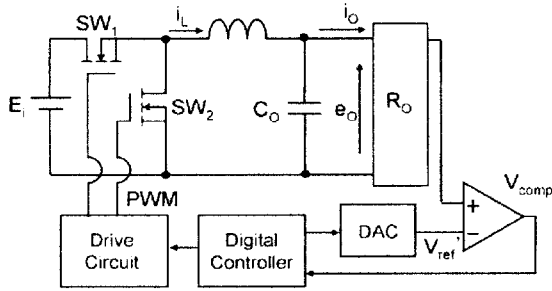 SW1
iL
iO
Ei
SW2
CO
eO
RO
PWM
Vcomp
+
−
Drive
Circuit
Digital
Controller
DAC
Vref'